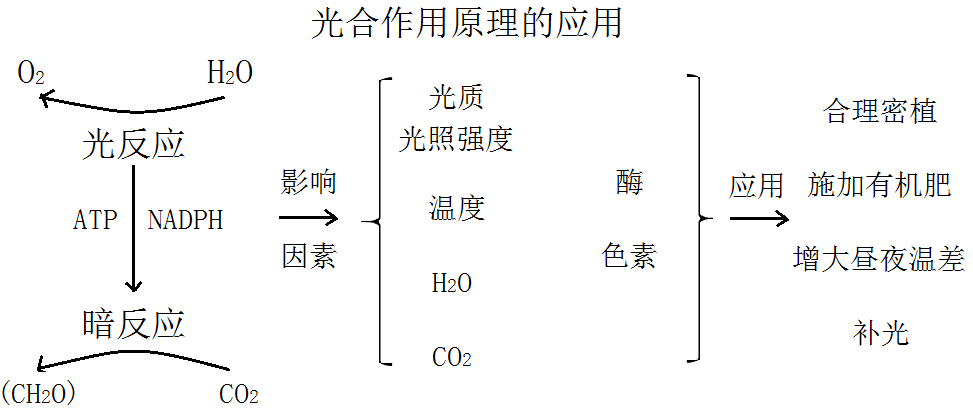 光合作用原理的应用
O₂
H₂O
光反应
ATP
NADPH
暗反应
(CH₂O)
CO₂
影响
因素
光质
光照强度
温度
H₂O
CO₂
酶
色素
应用
合理密植
施加有机肥
增大昼夜温差
补光